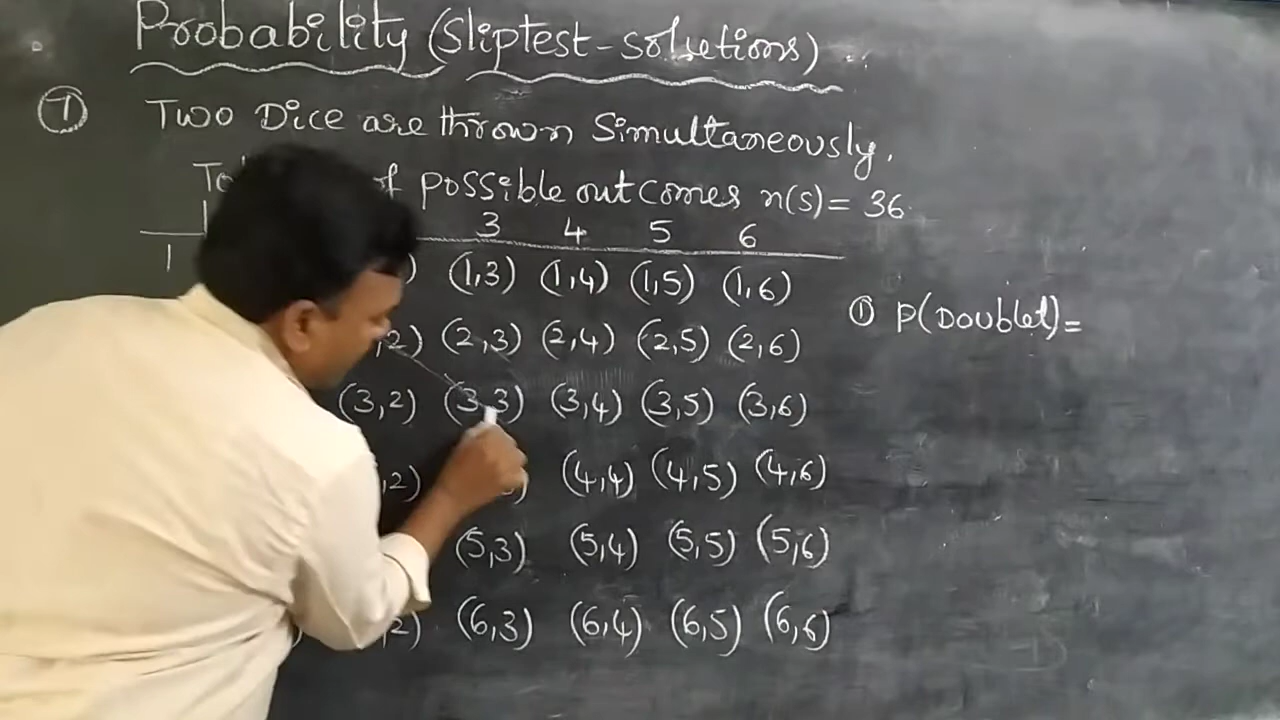 Probability (Sliptest-solutions)
① Two Dice are thrown Simultaneously.
of possible outcomes n(s)= 36
3 4 5 6
1 (1,3) (1,4) (1,5) (1,6)
,2) (2,3) (2,4) (2,5) (2,6)
① P(Doublet)=
(3,2) (3,3) (3,4) (3,5) (3,6)
,2) (4,4) (4,5) (4,6)
(5,3) (5,4) (5,5) (5,6)
(6,3) (6,4) (6,5) (6,6)